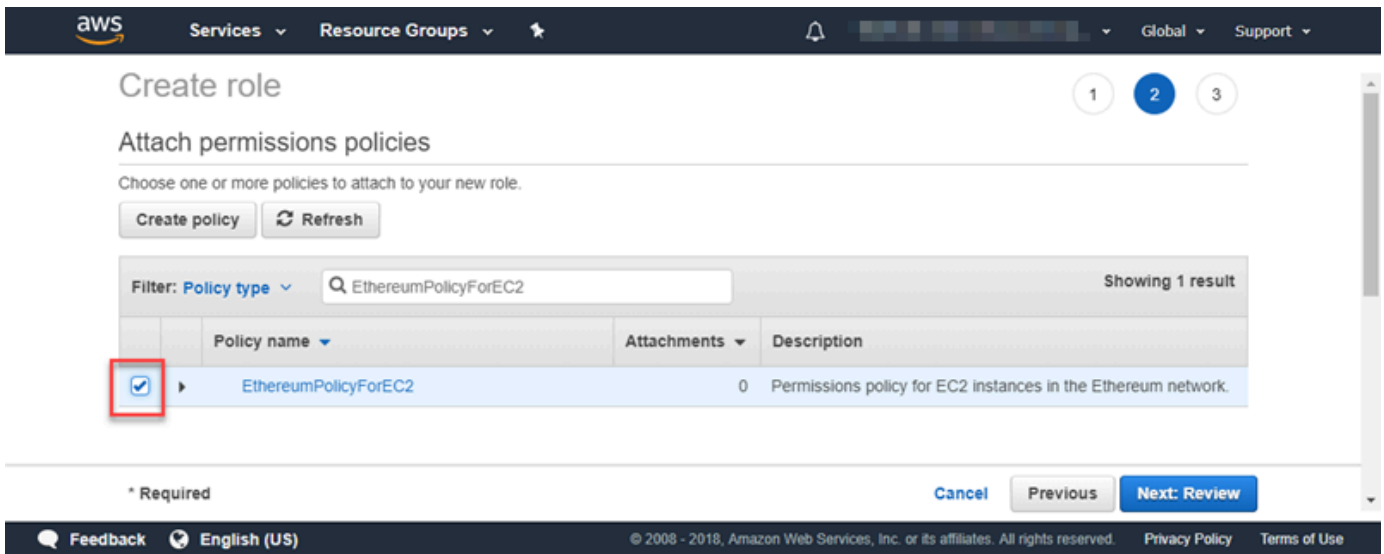 aws Services Resource Groups Global Support
Create role 1 2 3
Attach permissions policies
Choose one or more policies to attach to your new role.
Create policy Refresh
Filter: Policy type EthereumPolicyForEC2 Showing 1 result
Policy name Attachments Description
EthereumPolicyForEC2 0 Permissions policy for EC2 instances in the Ethereum network.
* Required Cancel Previous Next: Review
Feedback English (US) © 2008 - 2018, Amazon Web Services, Inc. or its affiliates. All rights reserved. Privacy Policy Terms of Use